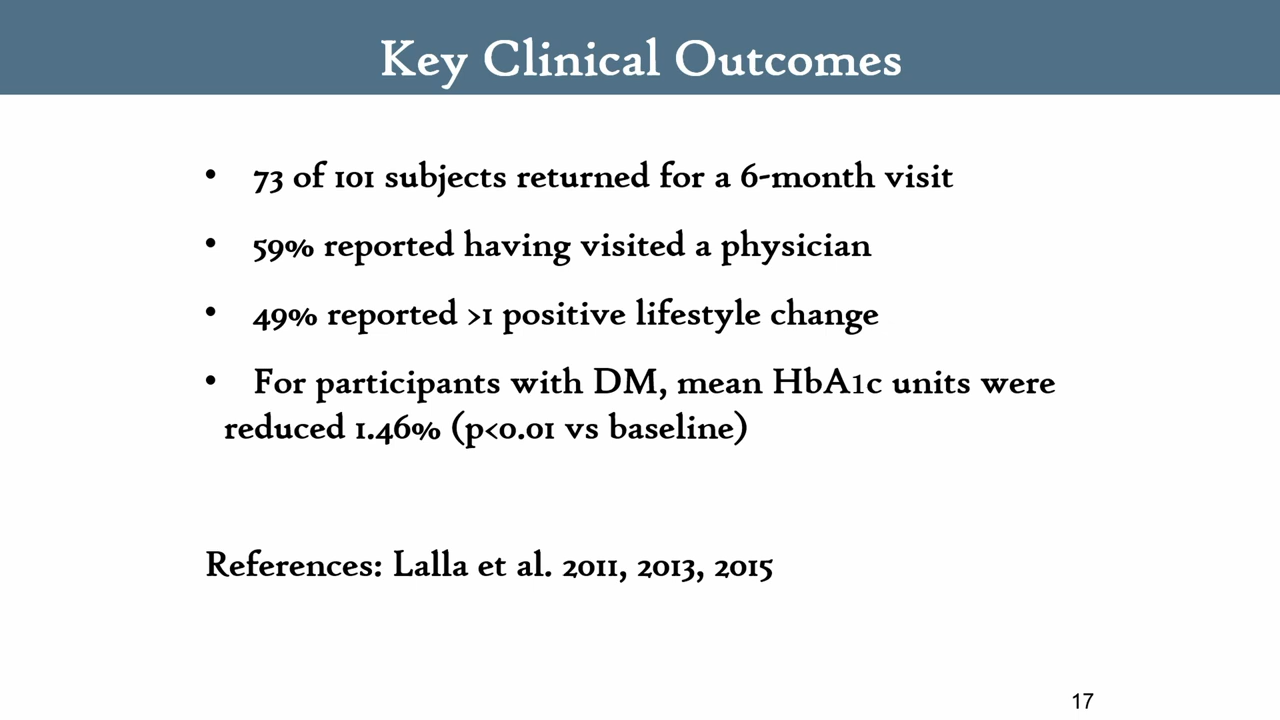 Key Clinical Outcomes
• 73 of 101 subjects returned for a 6-month visit
• 59% reported having visited a physician
• 49% reported >1 positive lifestyle change
• For participants with DM, mean HbA1c units were
reduced 1.46% (p<0.01 vs baseline)
References: Lalla et al. 2011, 2013, 2015
17